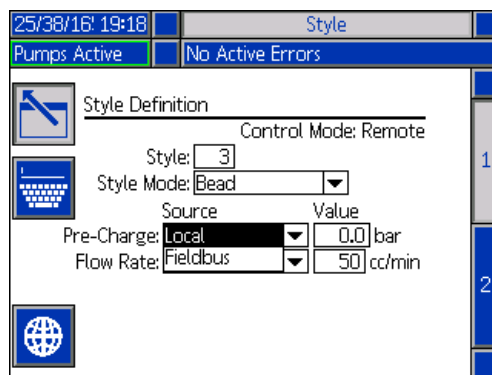 25/38/16! 19:18 Style
Pumps Active No Active Errors
Style Definition
Control Mode: Remote
Style: 3
Style Mode: Bead
Source Value
Pre-Charge: Local 0.0 bar
Flow Rate: Fieldbus 50 cc/min
1
2